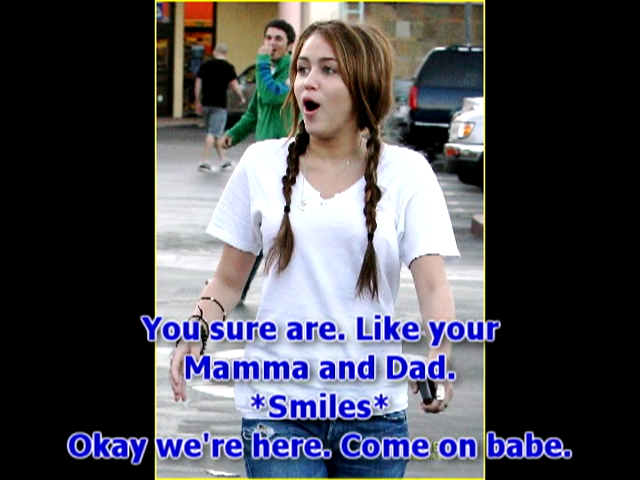 You sure are. Like your
Mamma and Dad.
*Smiles*
Okay we're here. Come on babe.